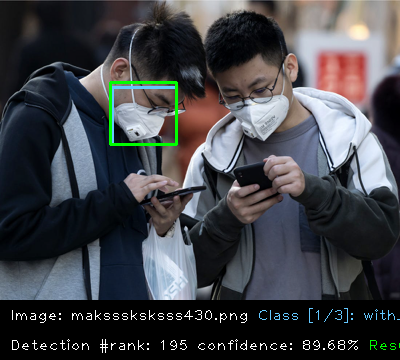 Image: maksssksksss430.png Class [1/3]: with_
Detection #rank: 195 confidence: 89.68% Res